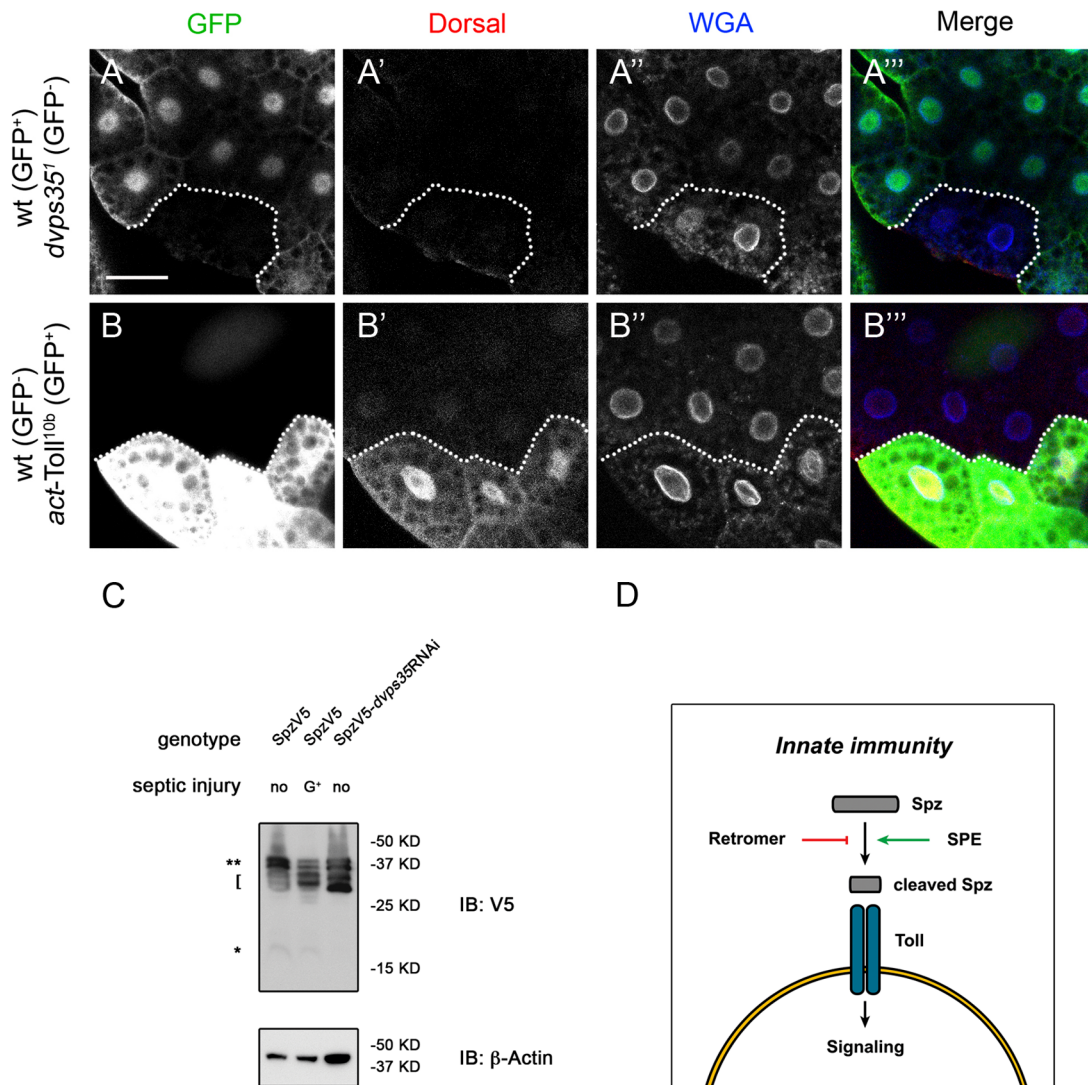 GFP Dorsal WGA Merge
wt (GFP⁺)
dvps35¹ (GFP⁻)
A A’ A’’ A’’’
wt (GFP⁻)
act-Toll¹⁰ᵇ (GFP⁺)
B B’ B’’ B’’’
C
genotype SpzV5 SpzV5 SpzV5-dvps35RNAi
septic injury no G⁺ no
-50 KD
** -37 KD
[
-25 KD
IB: V5
*
-15 KD
-50 KD
-37 KD
IB: β-Actin
D
Innate immunity
Spz
Retromer SPE
cleaved Spz
Toll
Signaling